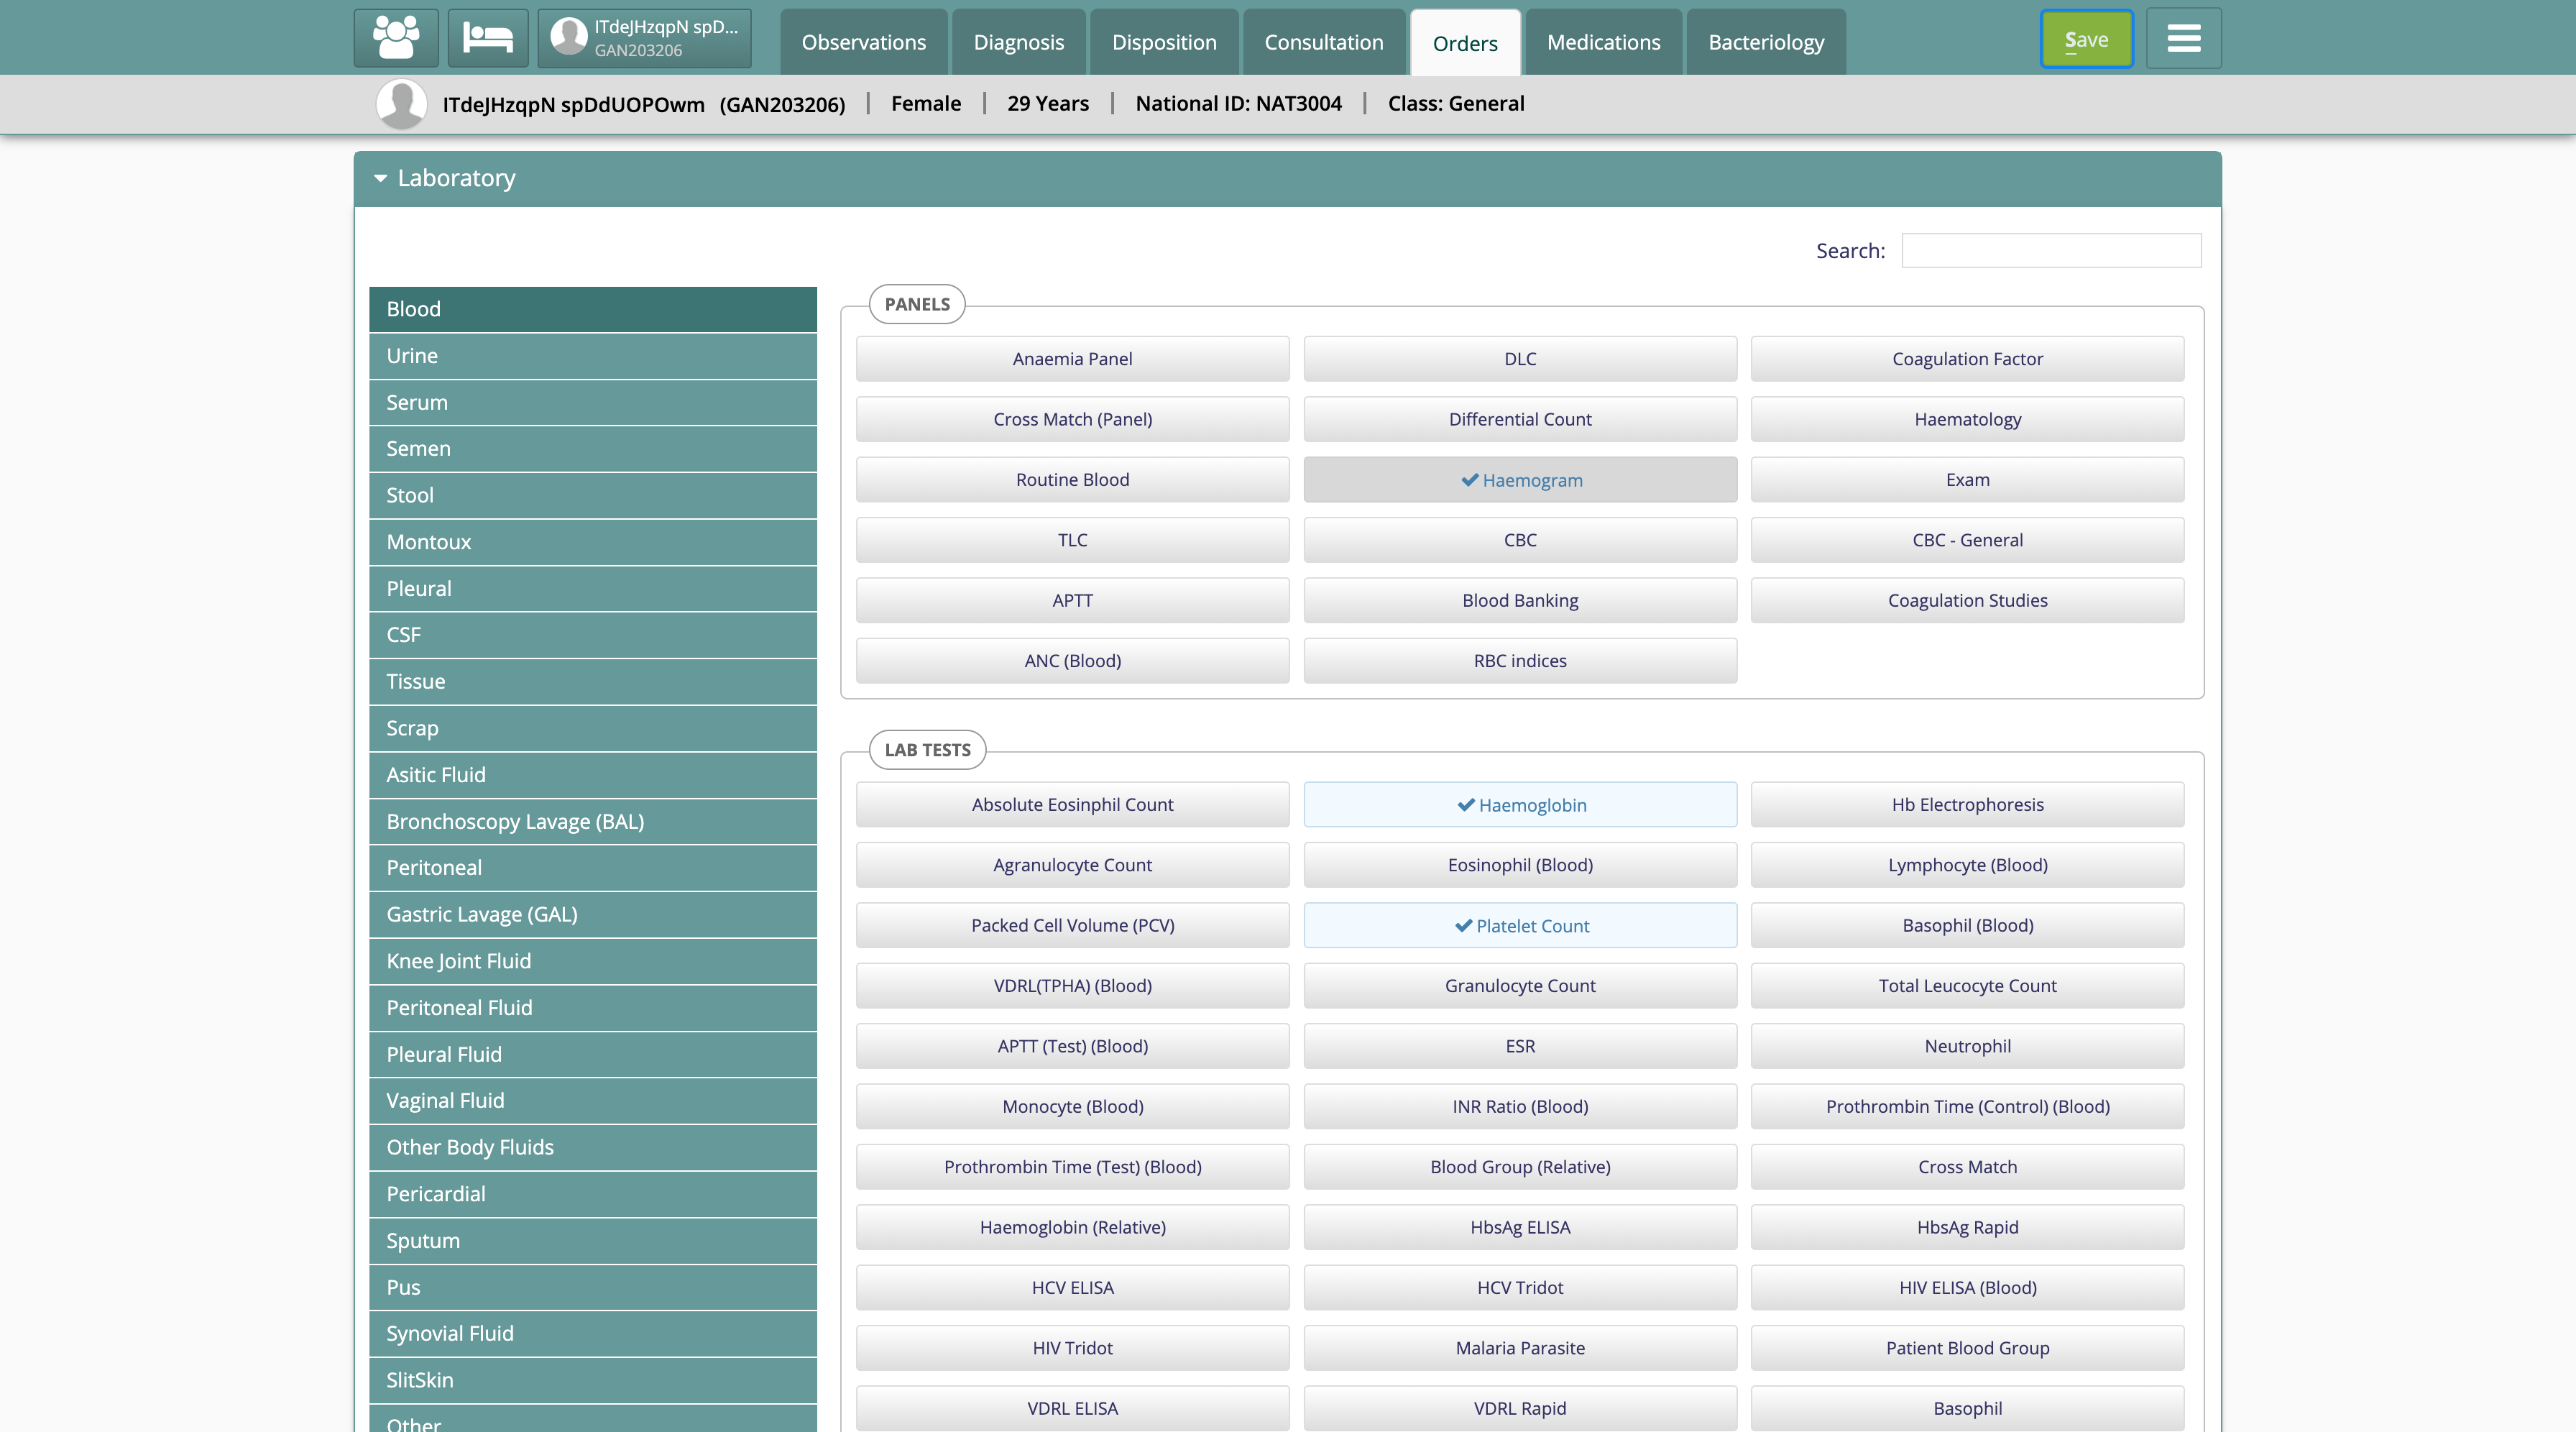 ITdeJHzqpN spD...
GAN203206
Observations
Diagnosis
Disposition
Consultation
Orders
Medications
Bacteriology
Save
ITdeJHzqpN spDdUOPOwm (GAN203206) | Female | 29 Years | National ID: NAT3004 | Class: General
Laboratory
Search:
Blood
Urine
Serum
Semen
Stool
Montoux
Pleural
CSF
Tissue
Scrap
Asitic Fluid
Bronchoscopy Lavage (BAL)
Peritoneal
Gastric Lavage (GAL)
Knee Joint Fluid
Peritoneal Fluid
Pleural Fluid
Vaginal Fluid
Other Body Fluids
Pericardial
Sputum
Pus
Synovial Fluid
SlitSkin
Other
PANELS
Anaemia Panel
DLC
Coagulation Factor
Cross Match (Panel)
Differential Count
Haematology
Routine Blood
Haemogram
Exam
TLC
CBC
CBC - General
APTT
Blood Banking
Coagulation Studies
ANC (Blood)
RBC indices
LAB TESTS
Absolute Eosinphil Count
Haemoglobin
Hb Electrophoresis
Agranulocyte Count
Eosinophil (Blood)
Lymphocyte (Blood)
Packed Cell Volume (PCV)
Platelet Count
Basophil (Blood)
VDRL(TPHA) (Blood)
Granulocyte Count
Total Leucocyte Count
APTT (Test) (Blood)
ESR
Neutrophil
Monocyte (Blood)
INR Ratio (Blood)
Prothrombin Time (Control) (Blood)
Prothrombin Time (Test) (Blood)
Blood Group (Relative)
Cross Match
Haemoglobin (Relative)
HbsAg ELISA
HbsAg Rapid
HCV ELISA
HCV Tridot
HIV ELISA (Blood)
HIV Tridot
Malaria Parasite
Patient Blood Group
VDRL ELISA
VDRL Rapid
Basophil